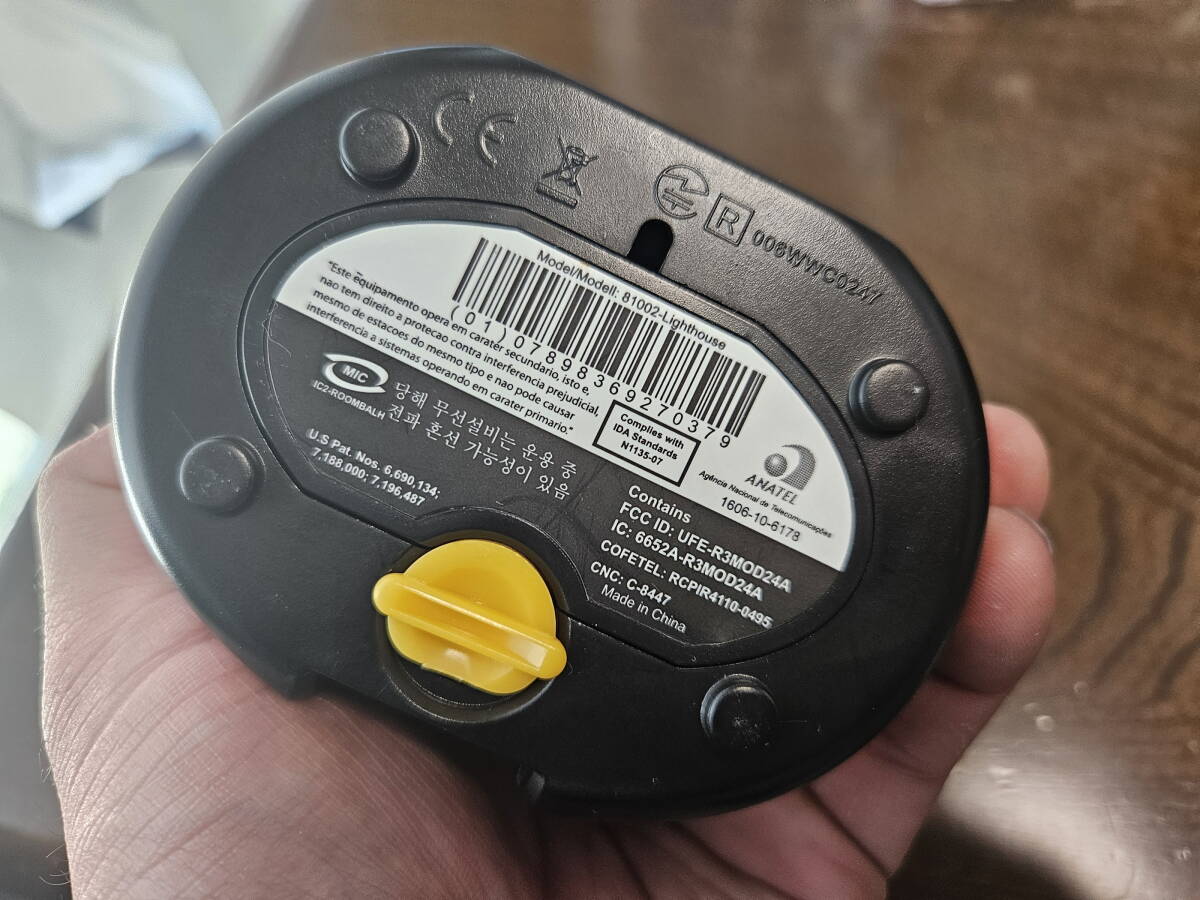 CE
R 006WWC0247
Model/Modell: 81002-Lighthouse
(01)07898369270379
"Este equipamento opera em carater secundario, isto e,
nao tem direito a protecao contra interferencia prejudicial,
mesmo de estacoes do mesmo tipo e nao pode causar
interferencia a sistemas operando em carater primario."
Complies with
IDA Standards
N1135-07
ANATEL
Agência Nacional de Telecomunicações
1606-10-6178
MIC
IC2-ROOMBALH
당해 무선설비는 운용 중
전파 혼선 가능성이 있음
U.S Pat. Nos. 6,690,134;
7,188,000; 7,196,487
Contains
FCC ID: UFE-R3MOD24A
IC: 6652A-R3MOD24A
COFETEL: RCPIR4110-0495
CNC: C-8447
Made in China